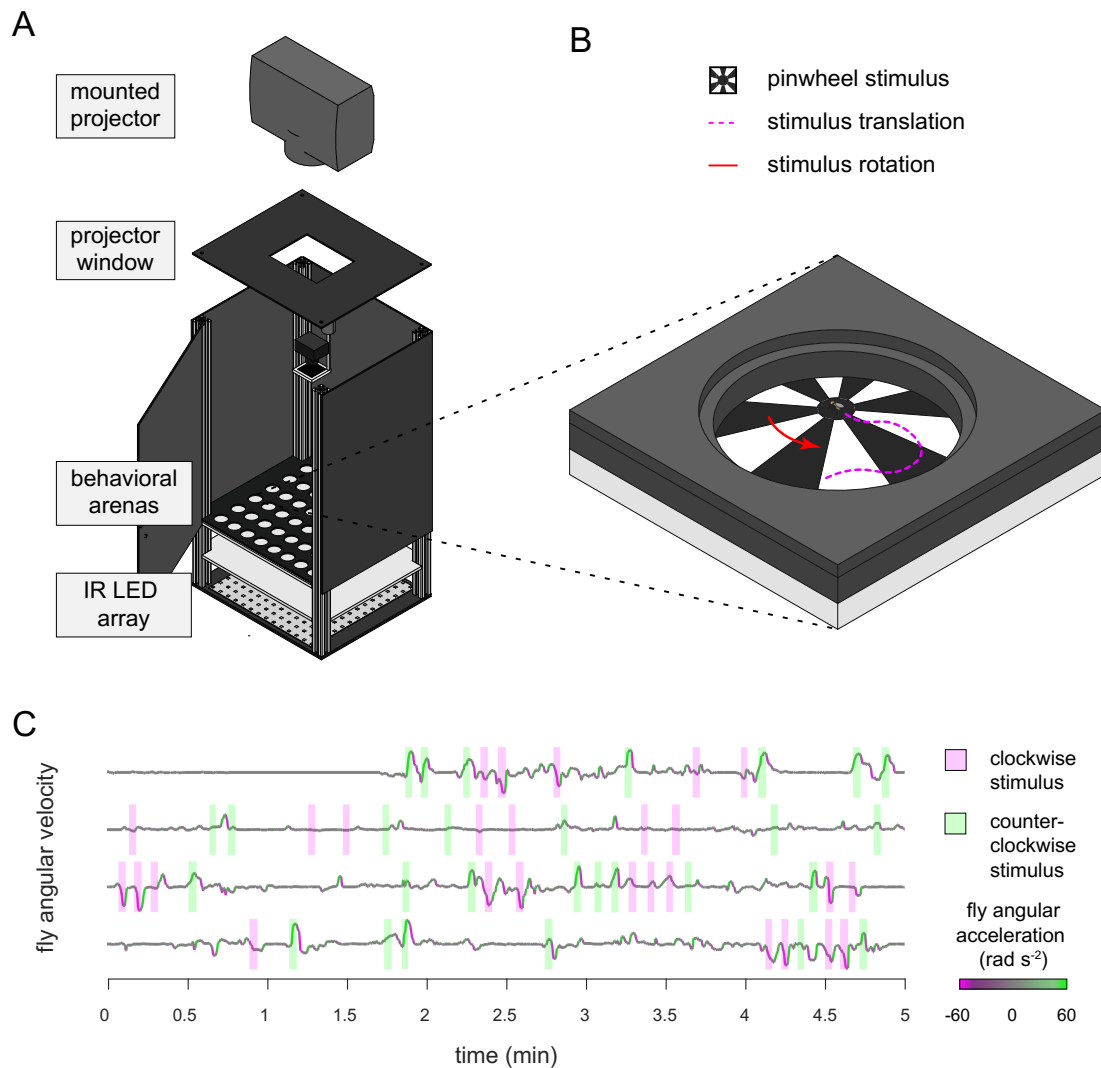 A
mounted
projector
projector
window
behavioral
arenas
IR LED
array
B
pinwheel stimulus
stimulus translation
stimulus rotation
C
fly angular velocity
clockwise
stimulus
counter-
clockwise
stimulus
fly angular
acceleration
(rad s⁻²)
-60 0 60
0 0.5 1 1.5 2 2.5 3 3.5 4 4.5 5
time (min)